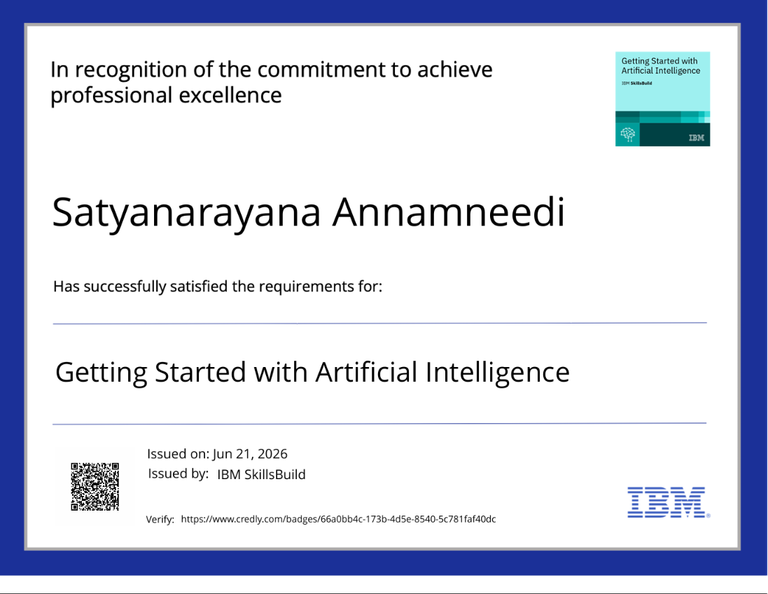 In recognition of the commitment to achieve
professional excellence
Getting Started with
Artificial Intelligence
IBM SkillsBuild
IBM
Satyanarayana Annamneedi
Has successfully satisfied the requirements for:
Getting Started with Artificial Intelligence
Issued on: Jun 21, 2026
Issued by: IBM SkillsBuild
Verify: https://www.credly.com/badges/66a0bb4c-173b-4d5e-8540-5c781faf40dc
IBM®